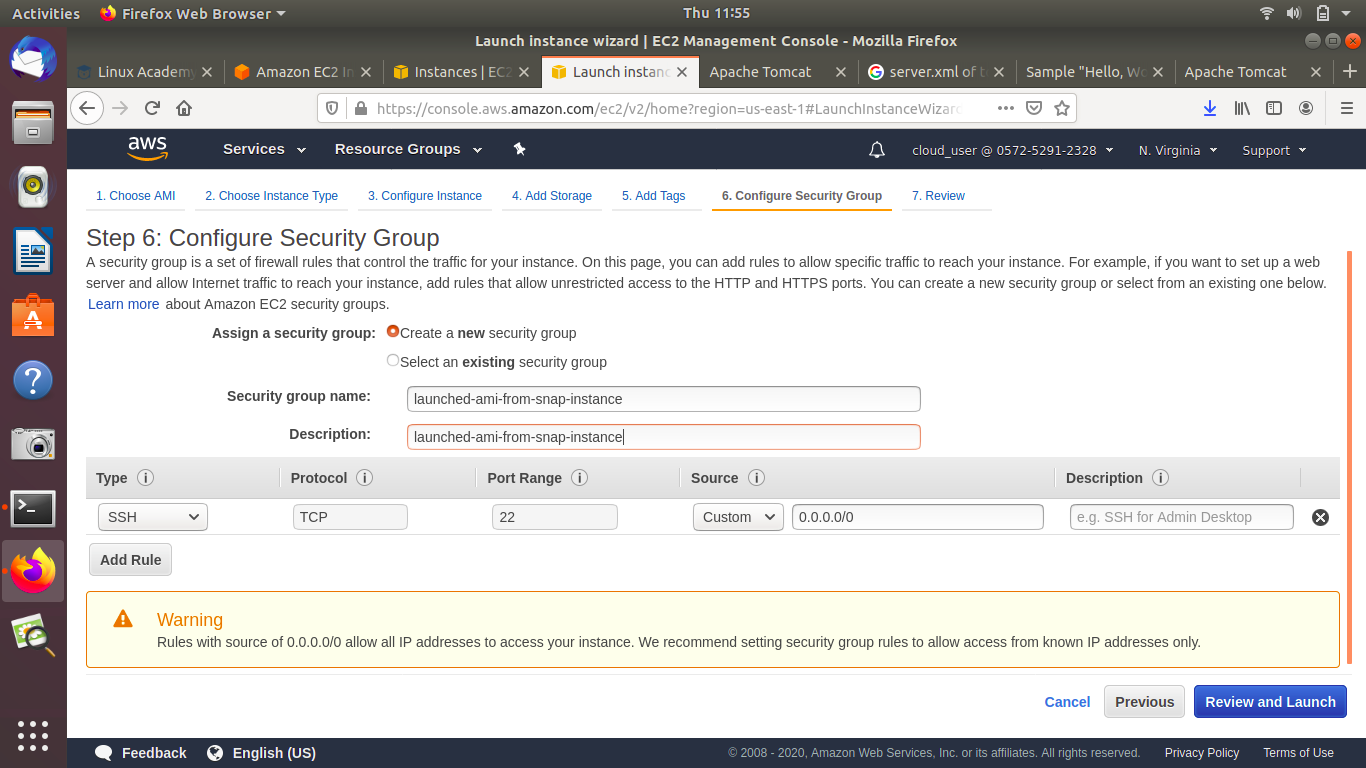 Activities Firefox Web Browser Thu 11:55
Launch instance wizard | EC2 Management Console - Mozilla Firefox
Linux Academy Amazon EC2 In Instances | EC2 Launch instanc Apache Tomcat server.xml of t Sample "Hello, Wo Apache Tomcat
https://console.aws.amazon.com/ec2/v2/home?region=us-east-1#LaunchInstanceWizard
aws Services Resource Groups cloud_user @ 0572-5291-2328 N. Virginia Support
1. Choose AMI 2. Choose Instance Type 3. Configure Instance 4. Add Storage 5. Add Tags 6. Configure Security Group 7. Review
Step 6: Configure Security Group
A security group is a set of firewall rules that control the traffic for your instance. On this page, you can add rules to allow specific traffic to reach your instance. For example, if you want to set up a web
server and allow Internet traffic to reach your instance, add rules that allow unrestricted access to the HTTP and HTTPS ports. You can create a new security group or select from an existing one below.
Learn more about Amazon EC2 security groups.
Assign a security group: Create a new security group
Select an existing security group
Security group name: launched-ami-from-snap-instance
Description: launched-ami-from-snap-instance
Type i Protocol i Port Range i Source i Description i
SSH TCP 22 Custom 0.0.0.0/0 e.g. SSH for Admin Desktop
Add Rule
Warning
Rules with source of 0.0.0.0/0 allow all IP addresses to access your instance. We recommend setting security group rules to allow access from known IP addresses only.
Cancel Previous Review and Launch
Feedback English (US) © 2008 - 2020, Amazon Web Services, Inc. or its affiliates. All rights reserved. Privacy Policy Terms of Use